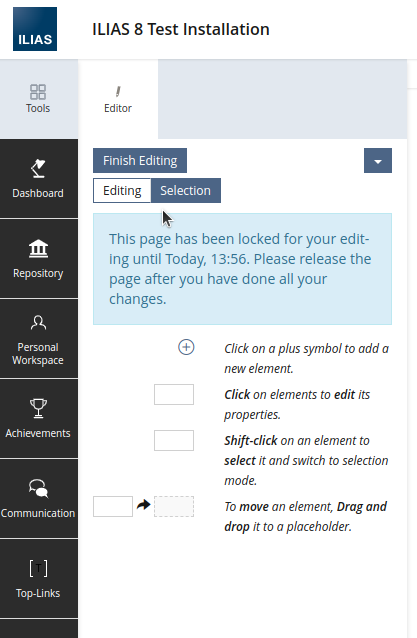 ILIAS
ILIAS 8 Test Installation
Tools
Editor
Finish Editing
Editing
Selection
Dashboard
Repository
Personal
Workspace
Achievements
Communication
[T]
Top-Links
This page has been locked for your edit-
ing until Today, 13:56. Please release the
page after you have done all your
changes.
Click on a plus symbol to add a
new element.
Click on elements to edit its
properties.
Shift-click on an element to
select it and switch to selection
mode.
To move an element, Drag and
drop it to a placeholder.